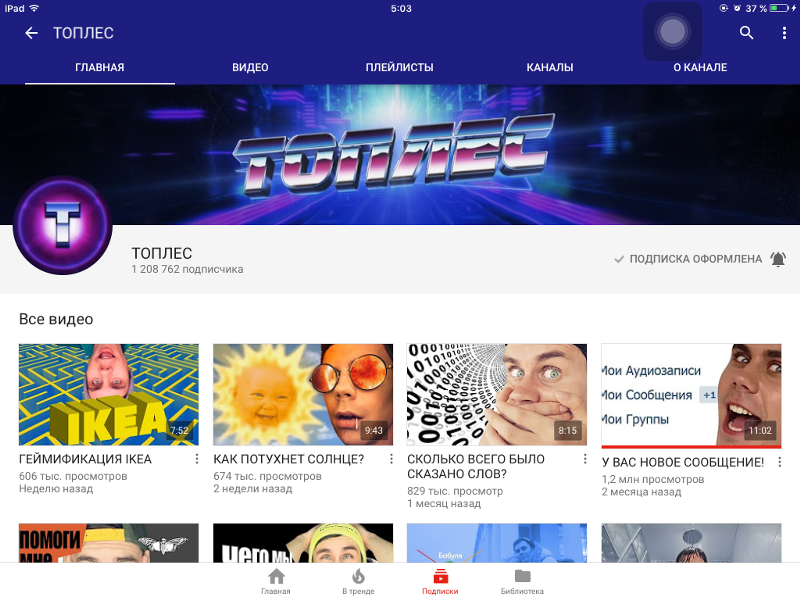 iPad 5:03 37 %
ТОПЛЕС
ГЛАВНАЯ ВИДЕО ПЛЕЙЛИСТЫ КАНАЛЫ О КАНАЛЕ
ТОПЛЕС
Т
ТОПЛЕС
1 208 762 подписчика
ПОДПИСКА ОФОРМЛЕНА
Все видео
IKEA
7:52
ГЕЙМИФИКАЦИЯ IKEA
606 тыс. просмотров
Неделю назад
9:43
КАК ПОТУХНЕТ СОЛНЦЕ?
674 тыс. просмотров
2 недели назад
8:15
СКОЛЬКО ВСЕГО БЫЛО
СКАЗАНО СЛОВ?
829 тыс. просмотр
1 месяц назад
Мои Аудиозаписи
Мои Сообщения +1
Мои Группы
11:02
У ВАС НОВОЕ СООБЩЕНИЕ!
1,2 млн просмотров
2 месяца назад
ПОМОГИ
мне
чего мы
Бабуля
Главная В тренде Подписки Библиотека